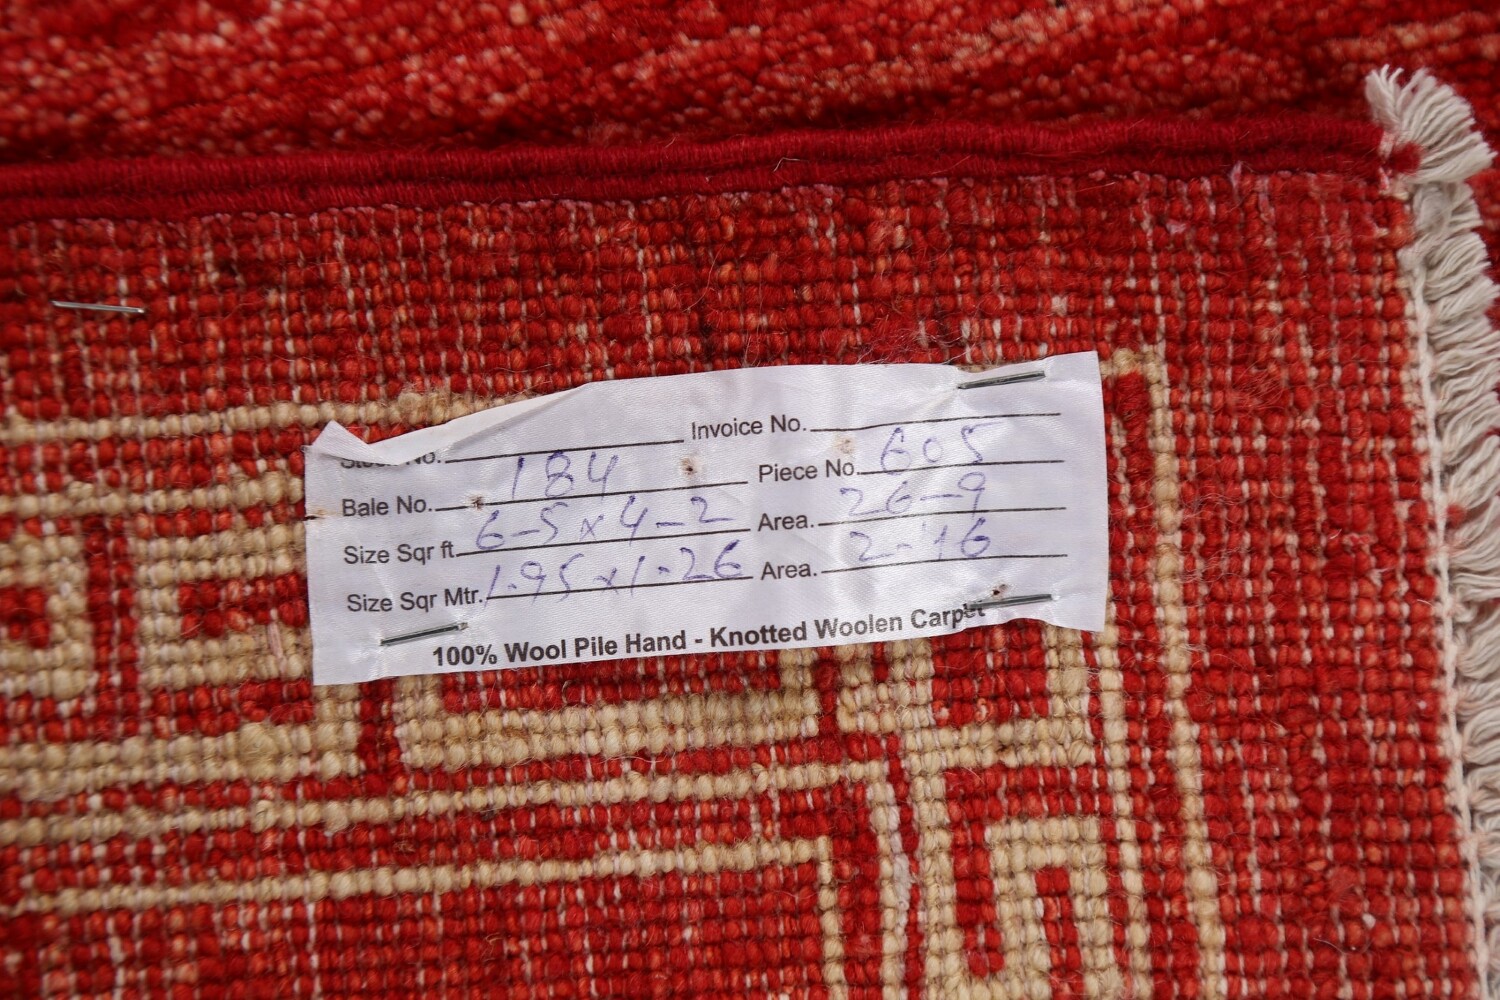 Stock No. Invoice No.
Bale No. 184 Piece No. 605
Size Sqr ft. 6-5 x 4-2 Area. 26-9
Size Sqr Mtr. 1.95 x 1.26 Area. 2-16
100% Wool Pile Hand - Knotted Woolen Carpet